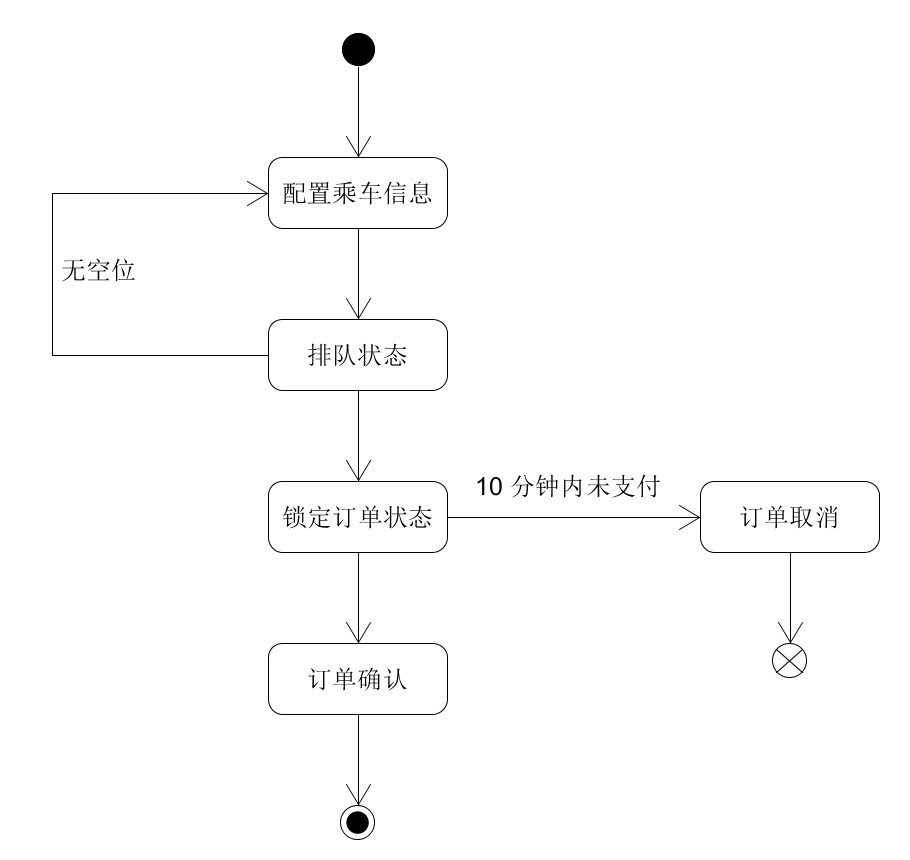 配置乘车信息
无空位
排队状态
10 分钟内未支付
锁定订单状态
订单取消
订单确认